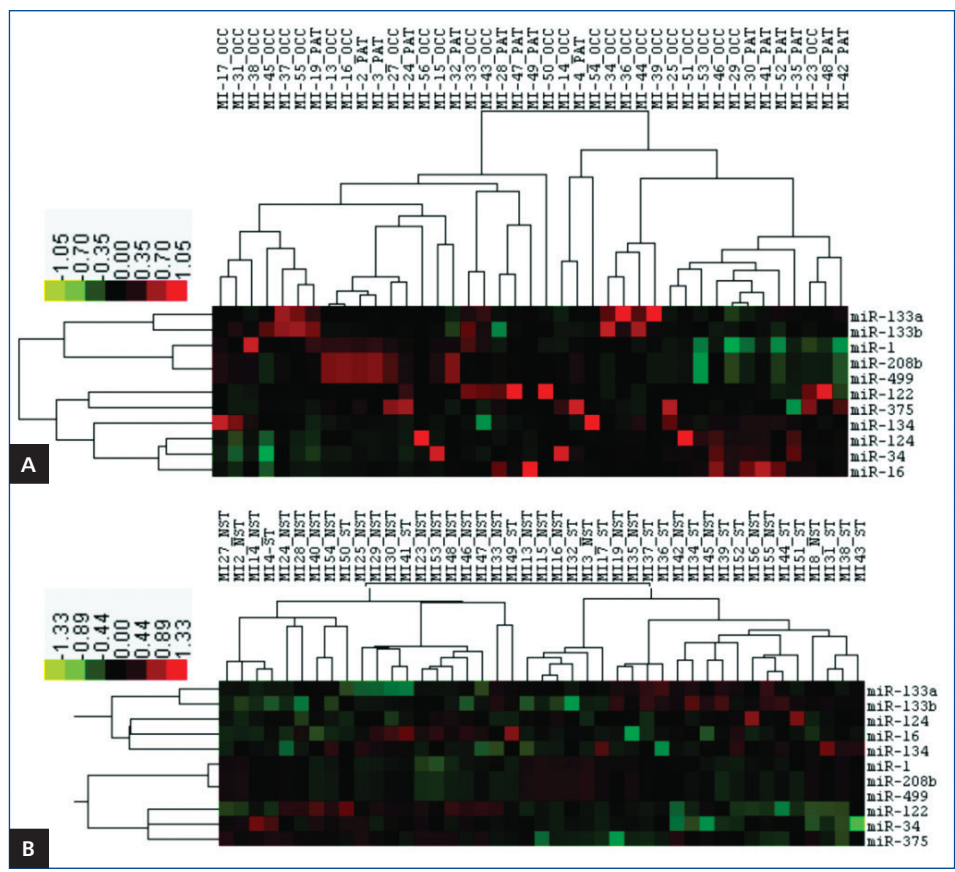 MI-17_OCC
MI-31_OCC
MI-38_OCC
MI-45_OCC
MI-37_OCC
MI-55_OCC
MI-19_PAT
MI-13_OCC
MI-16_OCC
MI-2_PAT
MI-3_PAT
MI-27_OCC
MI-24_PAT
MI-56_OCC
MI-15_OCC
MI-32_PAT
MI-33_OCC
MI-43_OCC
MI-28_PAT
MI-47_PAT
MI-49_PAT
MI-50_OCC
MI-14_OCC
MI-4_PAT
MI-54_OCC
MI-34_OCC
MI-36_OCC
MI-44_OCC
MI-39_OCC
MI-25_OCC
MI-51_OCC
MI-53_OCC
MI-46_OCC
MI-29_OCC
MI-30_PAT
MI-41_PAT
MI-52_PAT
MI-35_PAT
MI-23_OCC
MI-48_PAT
MI-42_PAT
-1.05
-0.70
-0.35
0.00
0.35
0.70
1.05
miR-133a
miR-133b
miR-1
miR-208b
miR-499
miR-122
miR-375
miR-134
miR-124
miR-34
miR-16
A
MI27_NST
MI2_NST
MI14_NST
MI4-ST
MI24_NST
MI28_NST
MI40_NST
MI54_NST
MI50_ST
MI25_NST
MI29_NST
MI30_NST
MI41_ST
MI23_NST
MI53_NST
MI48_NST
MI46_NST
MI47_NST
MI33_NST
MI49_ST
MI13_NST
MI15_NST
MI16_NST
MI32_ST
MI3_NST
MI17_ST
MI19_NST
MI35_NST
MI37_ST
MI36_ST
MI42_NST
MI34_ST
MI45_NST
MI39_ST
MI52_ST
MI56_NST
MI55_NST
MI44_ST
MI51_ST
MI8_NST
MI31_ST
MI38_ST
MI43_ST
-1.33
-0.89
-0.44
0.00
0.44
0.89
1.33
miR-133a
miR-133b
miR-124
miR-16
miR-134
miR-1
miR-208b
miR-499
miR-122
miR-34
miR-375
B